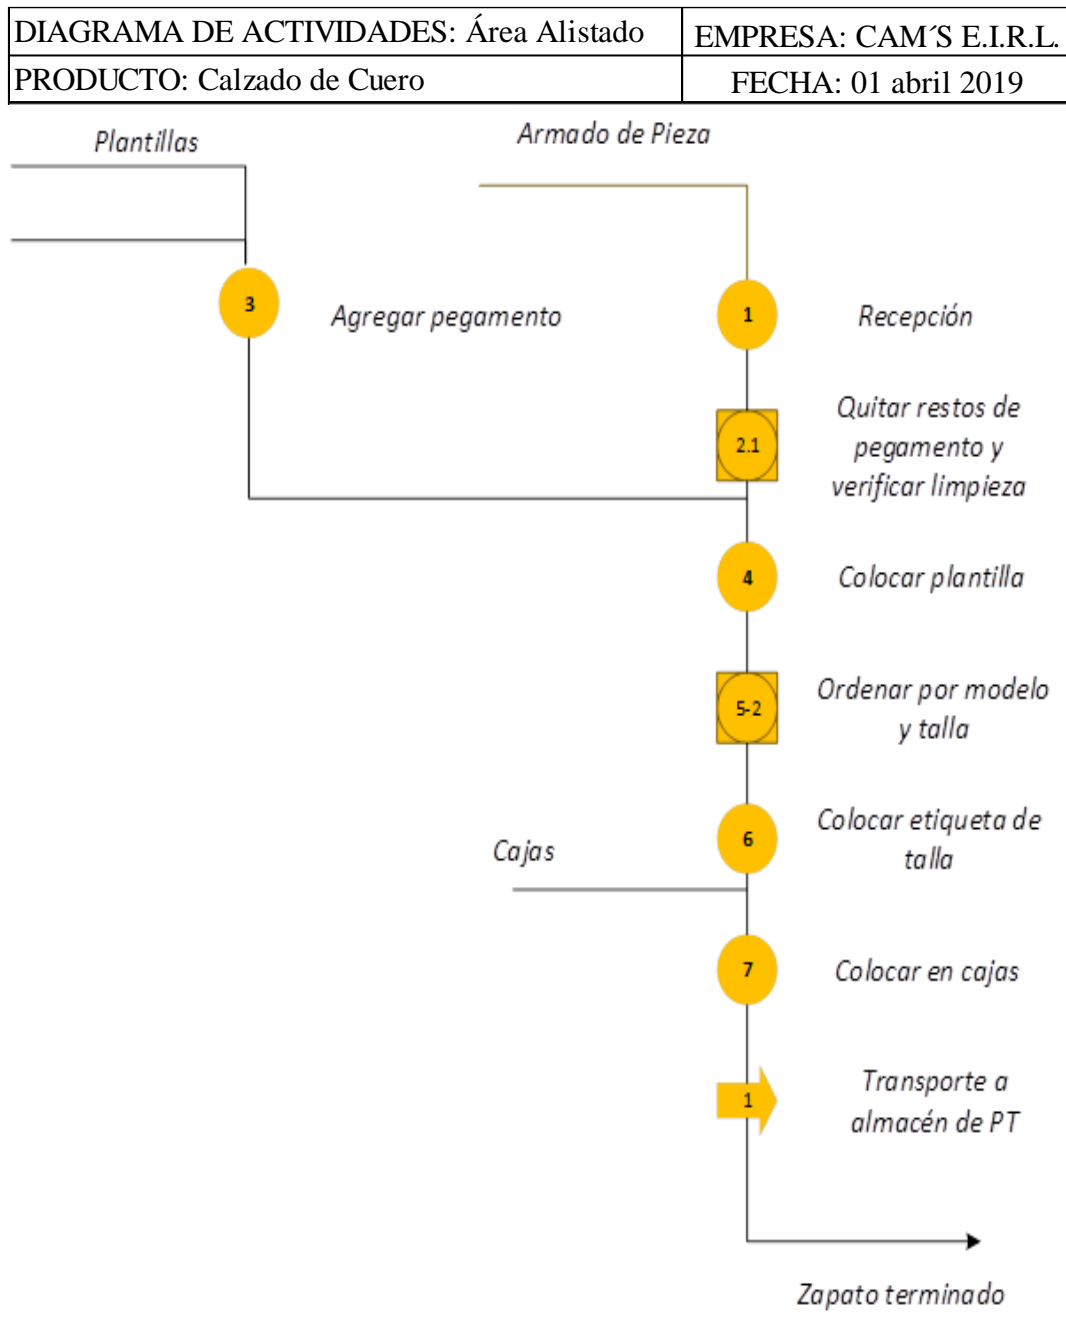 DIAGRAMA DE ACTIVIDADES: Área Alistado
EMPRESA: CAM´S E.I.R.L.
PRODUCTO: Calzado de Cuero
FECHA: 01 abril 2019
Plantillas
Armado de Pieza
3
Agregar pegamento
1
Recepción
2.1
Quitar restos de
pegamento y
verificar limpieza
4
Colocar plantilla
5-2
Ordenar por modelo
y talla
6
Colocar etiqueta de
talla
Cajas
7
Colocar en cajas
1
Transporte a
almacén de PT
Zapato terminado